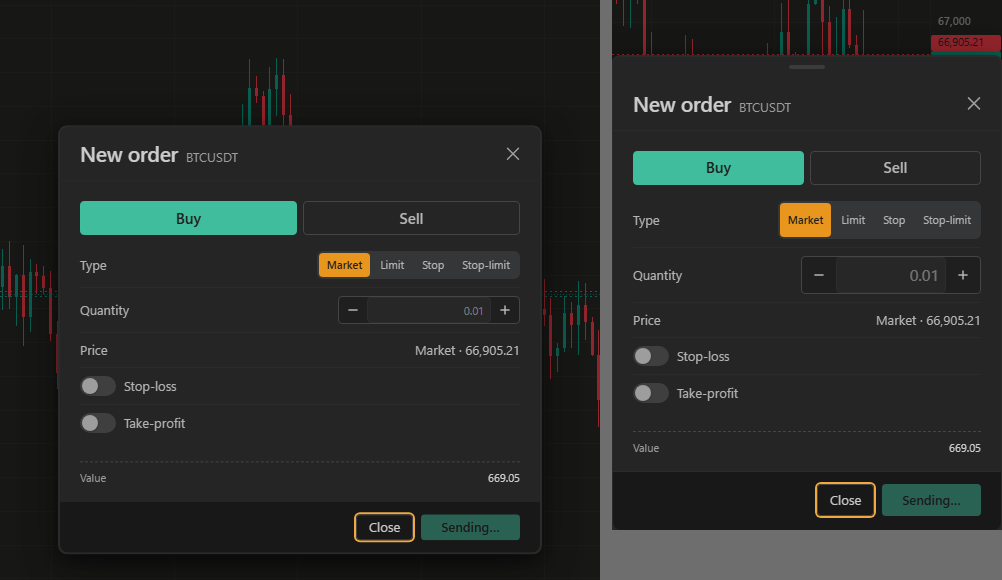 New order BTCUSDT
Buy Sell
Type Market Limit Stop Stop-limit
Quantity − 0.01 +
Price Market · 66,905.21
Stop-loss
Take-profit
Value 669.05
Close Sending...
67,000
66,905.21
New order BTCUSDT
Buy Sell
Type Market Limit Stop Stop-limit
Quantity − 0.01 +
Price Market · 66,905.21
Stop-loss
Take-profit
Value 669.05
Close Sending...